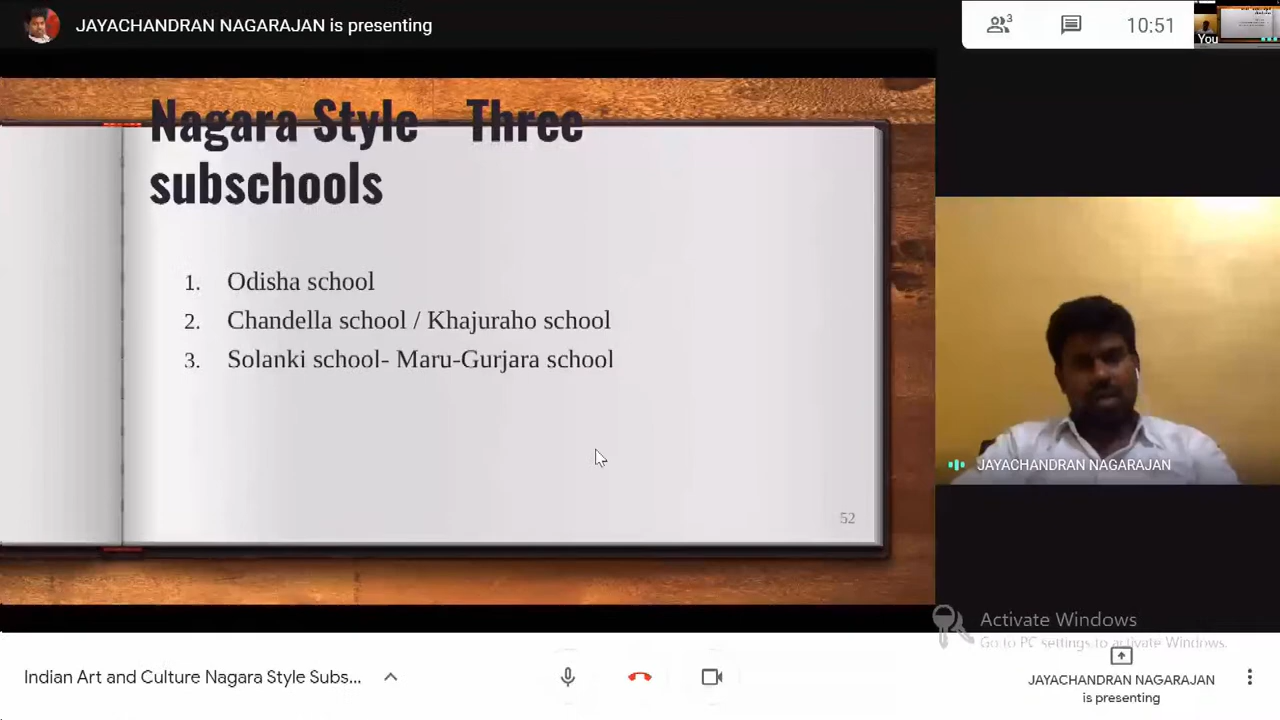 JAYACHANDRAN NAGARAJAN is presenting
3
10:51
You
Nagara Style – Three
subschools
1. Odisha school
2. Chandella school / Khajuraho school
3. Solanki school- Maru-Gurjara school
52
JAYACHANDRAN NAGARAJAN
Activate Windows
Go to PC settings to activate Windows.
Indian Art and Culture Nagara Style Subs...
JAYACHANDRAN NAGARAJAN
is presenting